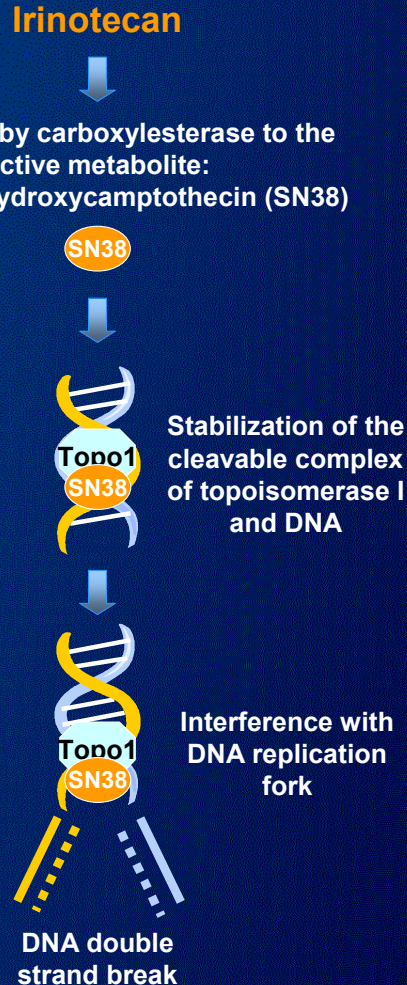 Irinotecan
by carboxylesterase to the
ctive metabolite:
ydroxycamptothecin (SN38)
SN38
Topo1
SN38
Stabilization of the
cleavable complex
of topoisomerase I
and DNA
Topo1
SN38
Interference with
DNA replication
fork
DNA double
strand break